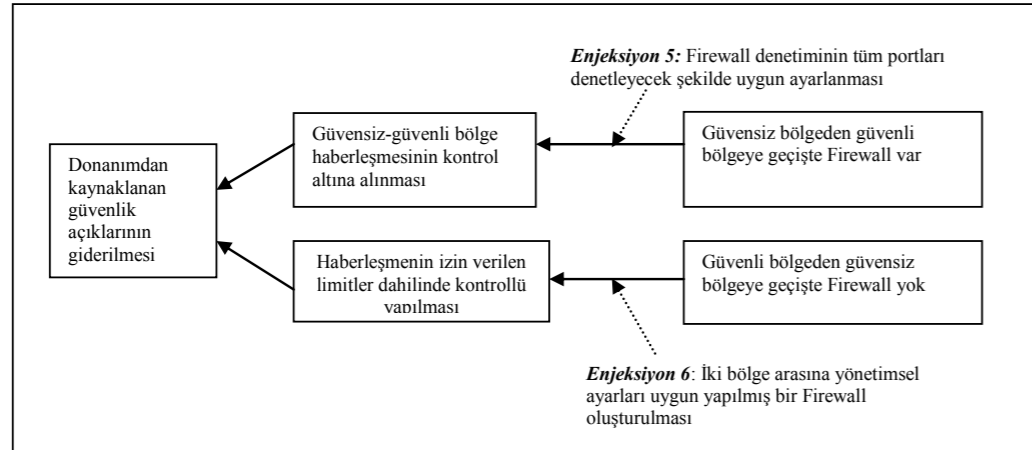 Enjeksiyon 5: Firewall denetiminin tüm portları
denetleyecek şekilde uygun ayarlanması
Güvensiz-güvenli bölge
haberleşmesinin kontrol
altına alınması
Güvensiz bölgeden güvenli
bölgeye geçişte Firewall var
Donanımdan
kaynaklanan
güvenlik
açıklarının
giderilmesi
Haberleşmenin izin verilen
limitler dahilinde kontrollü
yapılması
Güvenli bölgeden güvensiz
bölgeye geçişte Firewall yok
Enjeksiyon 6: İki bölge arasına yönetimsel
ayarları uygun yapılmış bir Firewall
oluşturulması